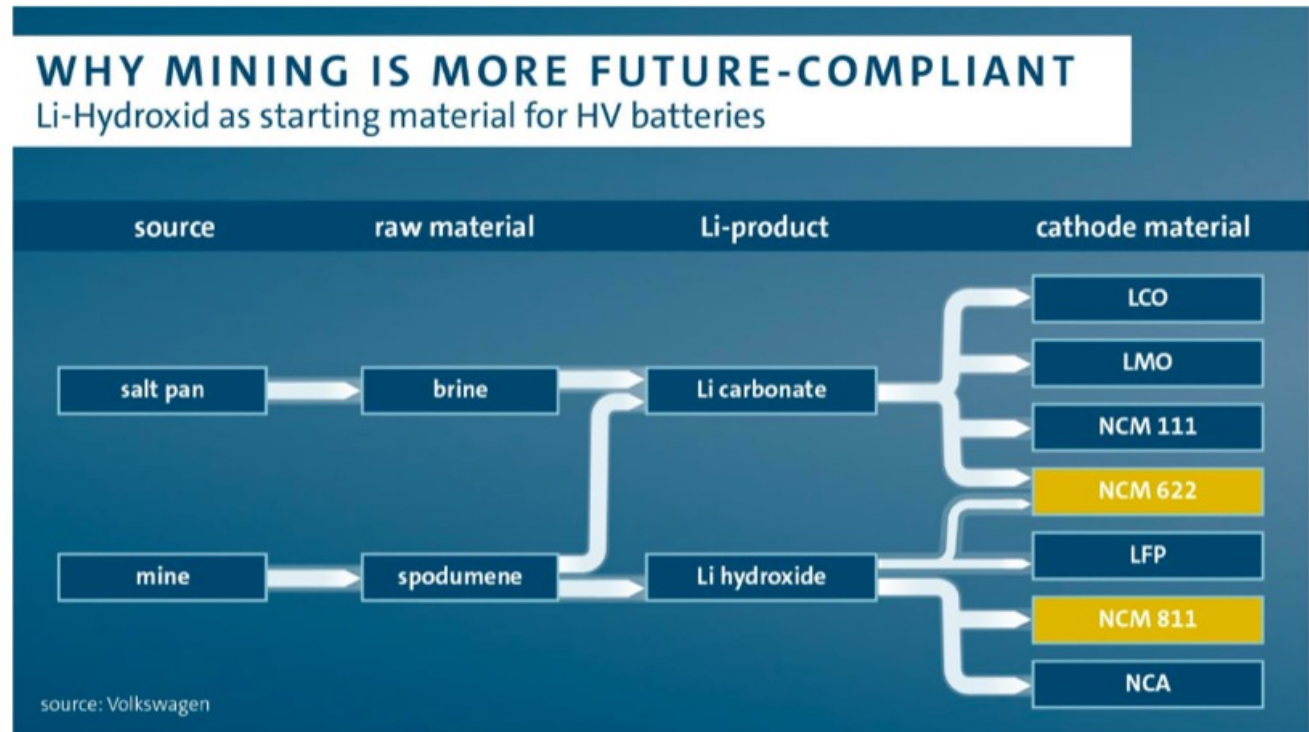 WHY MINING IS MORE FUTURE-COMPLIANT
Li-Hydroxid as starting material for HV batteries
source raw material Li-product cathode material
LCO
LMO
salt pan brine Li carbonate
NCM 111
NCM 622
LFP
mine spodumene Li hydroxide
NCM 811
NCA
source: Volkswagen